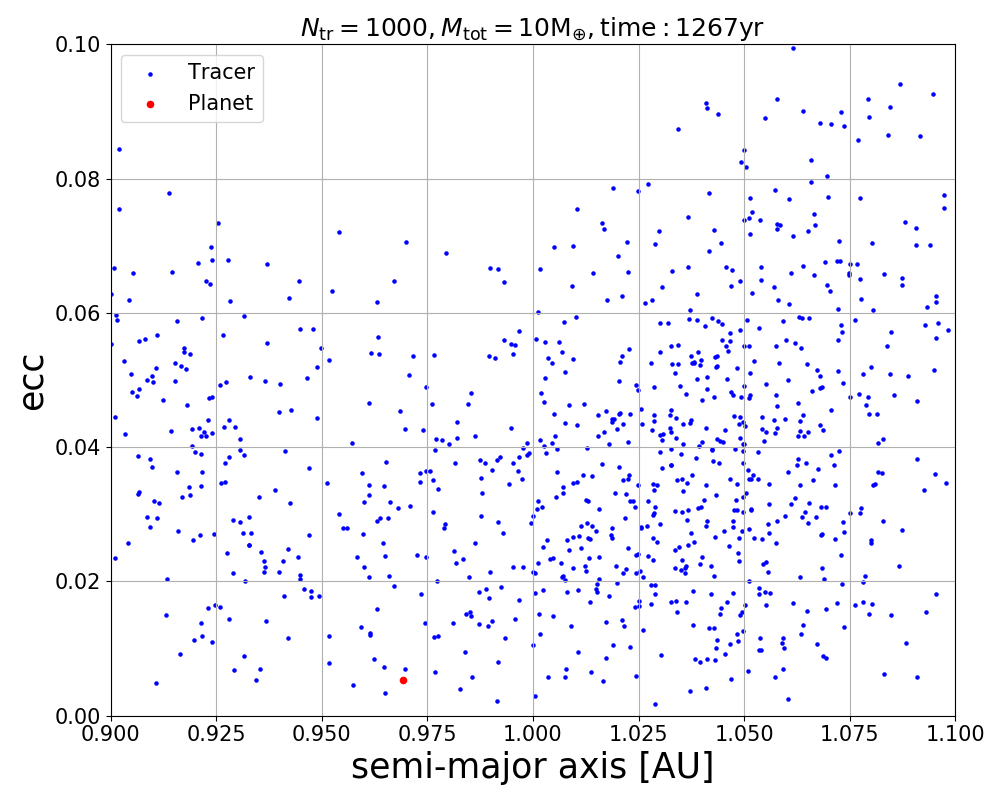 N_tr = 1000, M_tot = 10M_⊕, time : 1267yr
Tracer
Planet
0.10
0.08
0.06
0.04
0.02
0.00
ecc
0.900 0.925 0.950 0.975 1.000 1.025 1.050 1.075 1.100
semi-major axis [AU]